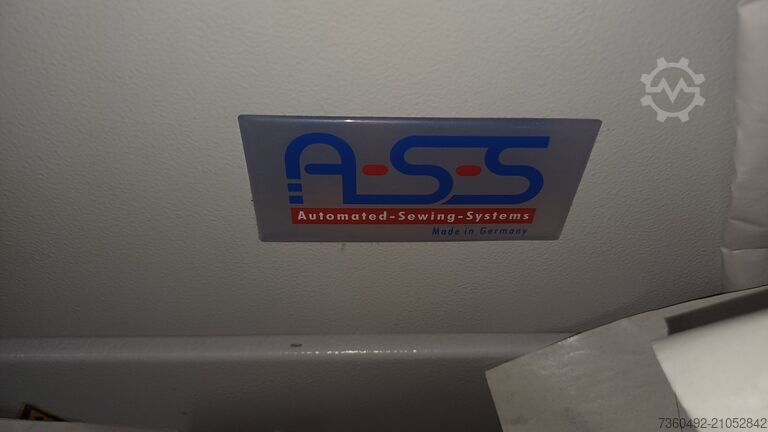 A-S-S
Automated-Sewing-Systems
Made in Germany
7360492-21052842